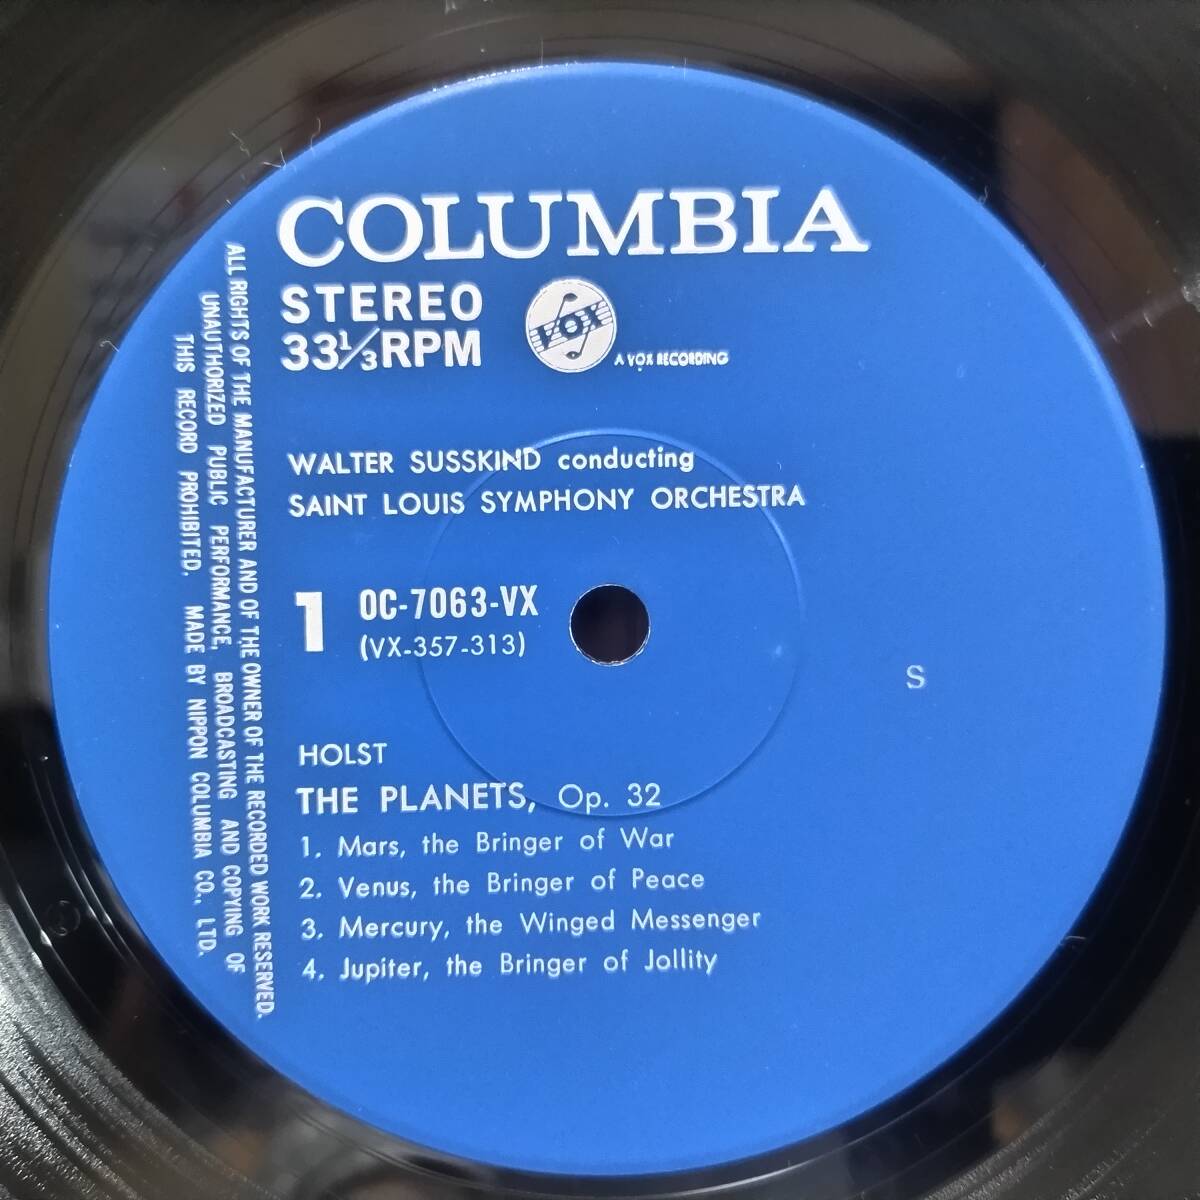 COLUMBIA
STEREO
33 1/3 RPM
VOX
A VOX RECORDING
WALTER SUSSKIND conducting
SAINT LOUIS SYMPHONY ORCHESTRA
1
OC-7063-VX
(VX-357-313)
S
HOLST
THE PLANETS, Op. 32
1. Mars, the Bringer of War
2. Venus, the Bringer of Peace
3. Mercury, the Winged Messenger
4. Jupiter, the Bringer of Jollity
ALL RIGHTS OF THE MANUFACTURER AND OF THE OWNER OF THE RECORDED WORK RESERVED.
UNAUTHORIZED PUBLIC PERFORMANCE, BROADCASTING AND COPYING OF
THIS RECORD PROHIBITED. MADE BY NIPPON COLUMBIA CO., LTD.